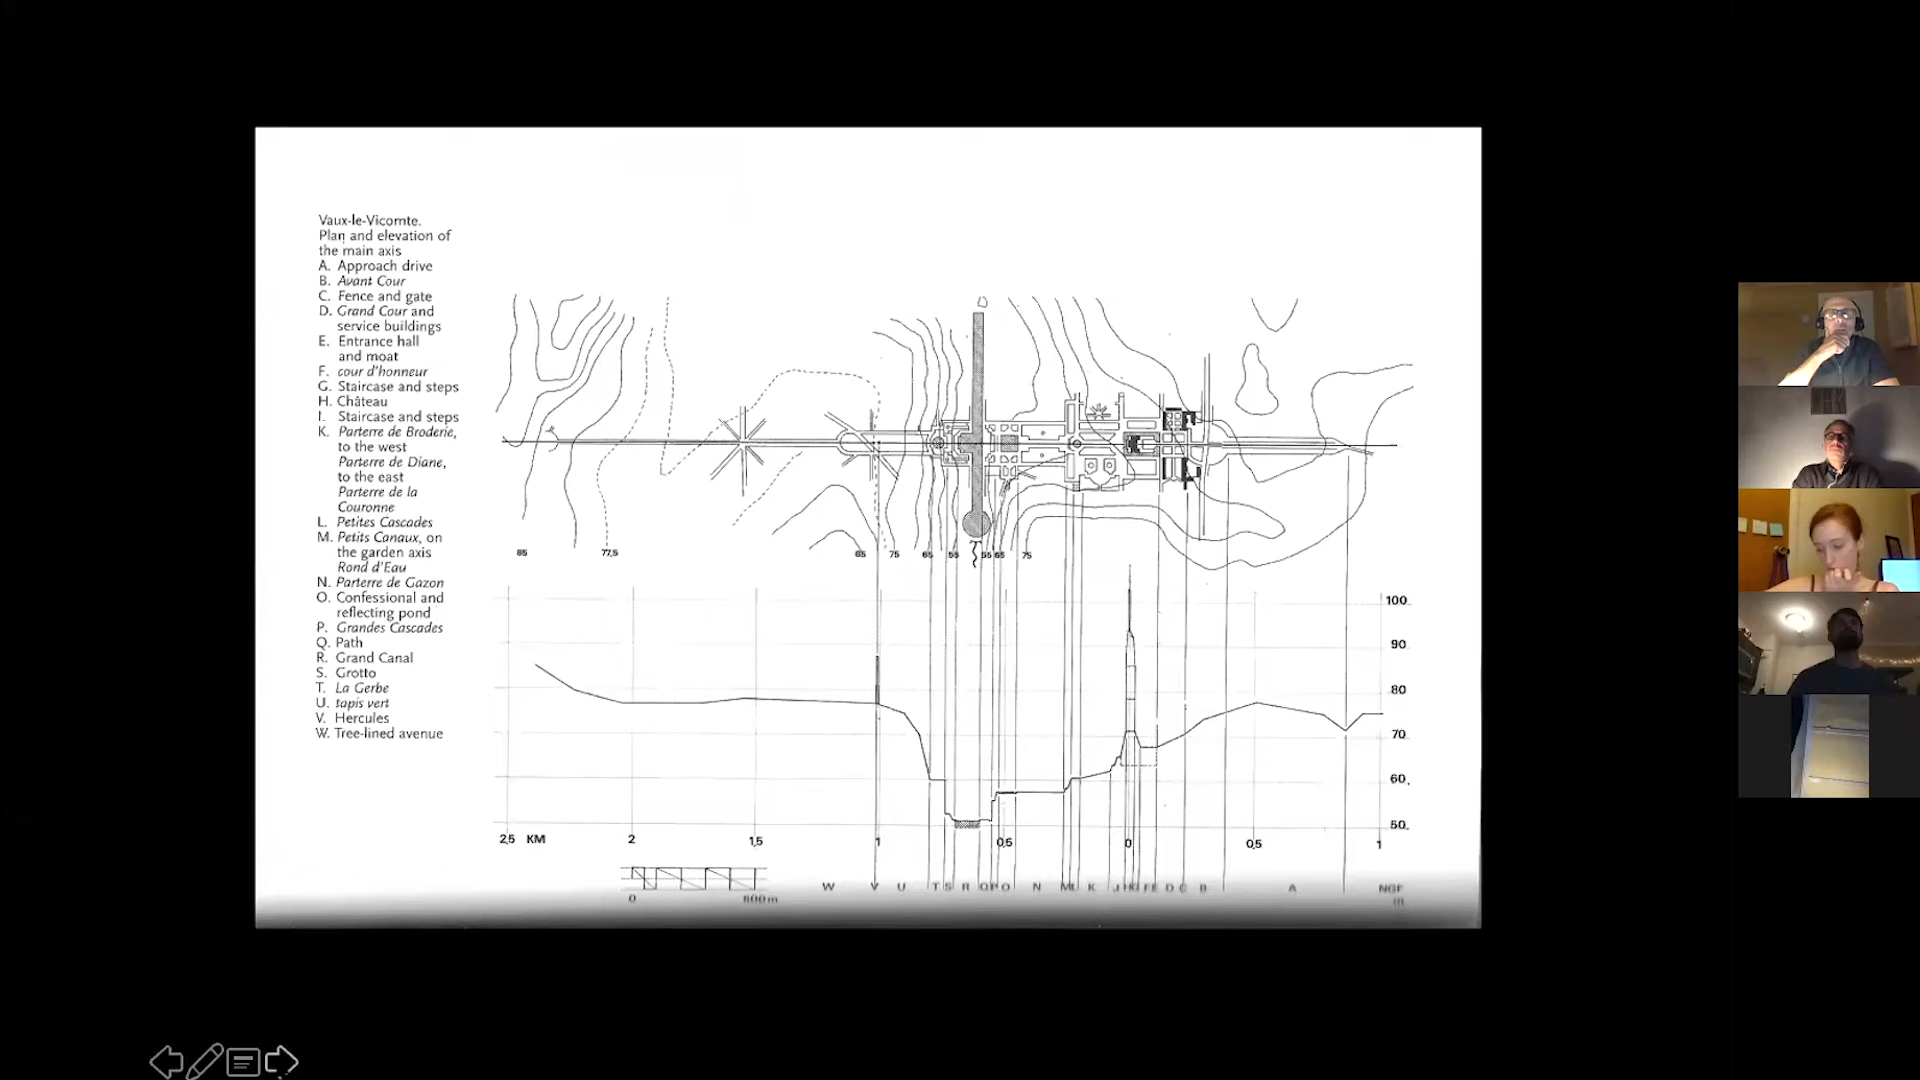 Vaux-le-Vicomte.
Plan and elevation of
the main axis
A. Approach drive
B. Avant Cour
C. Fence and gate
D. Grand Cour and
service buildings
E. Entrance hall
and moat
F. cour d'honneur
G. Staircase and steps
H. Château
I. Staircase and steps
K. Parterre de Broderie,
to the west
Parterre de Diane,
to the east
Parterre de la
Couronne
L. Petites Cascades
M. Petits Canaux, on
the garden axis
Rond d'Eau
N. Parterre de Gazon
O. Confessional and
reflecting pond
P. Grandes Cascades
Q. Path
R. Grand Canal
S. Grotto
T. La Gerbe
U. tapis vert
V. Hercules
W. Tree-lined avenue
85 77,5 85 75 65 55 55 65 75
100
90
80
70
60
50
2,5 KM 2 1,5 1 0,5 0 0,5 1
W V U T S R Q P O N M L K J H G F E D C B A NGF
0 500 m